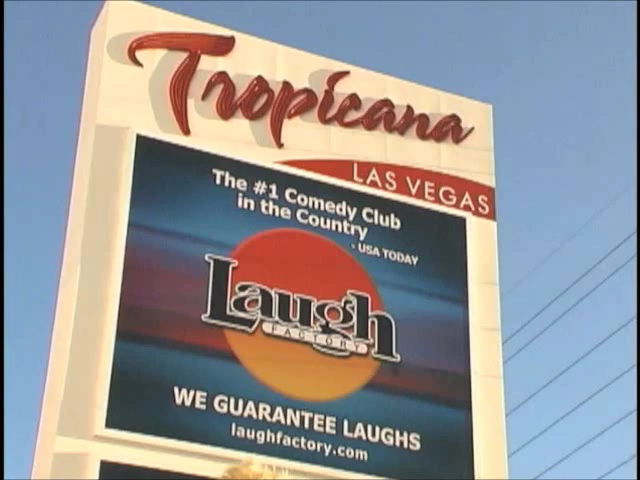 Tropicana
LAS VEGAS
The #1 Comedy Club
in the Country
- USA TODAY
Laugh
FACTORY
WE GUARANTEE LAUGHS
laughfactory.com